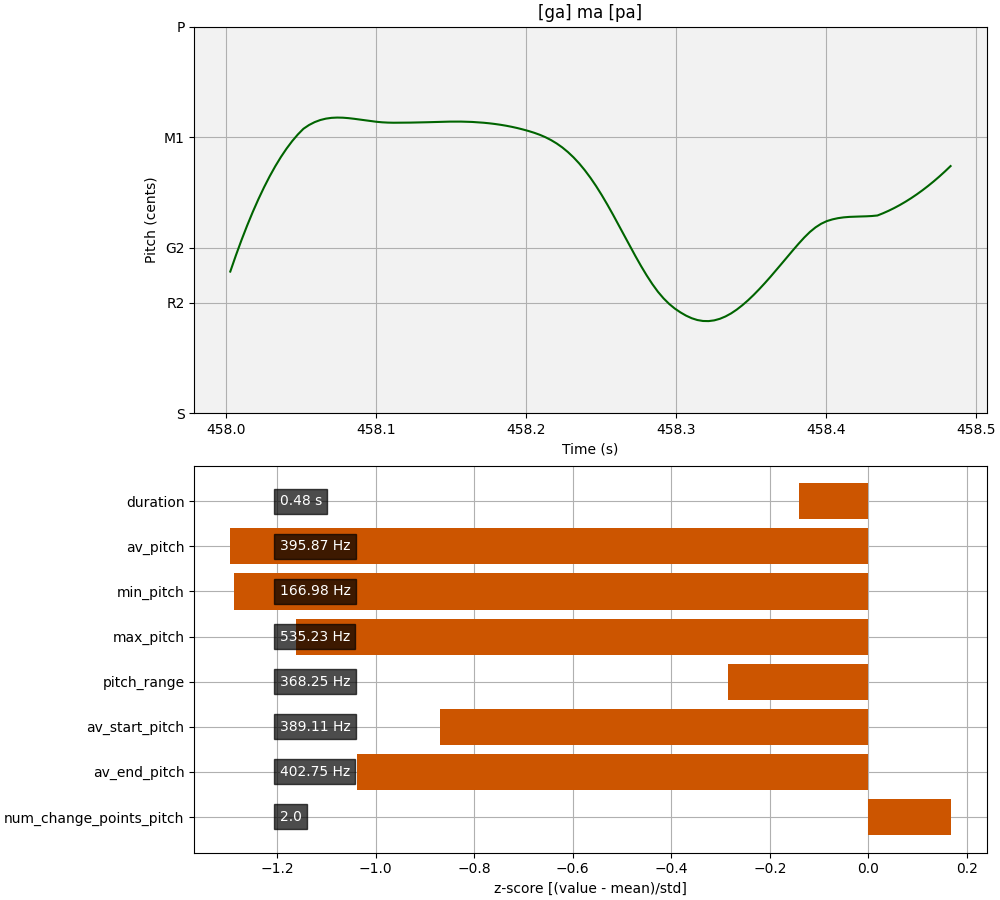 [ga] ma [pa]
P
M1
G2
R2
S
Pitch (cents)
458.0 458.1 458.2 458.3 458.4 458.5
Time (s)
duration 0.48 s
av_pitch 395.87 Hz
min_pitch 166.98 Hz
max_pitch 535.23 Hz
pitch_range 368.25 Hz
av_start_pitch 389.11 Hz
av_end_pitch 402.75 Hz
num_change_points_pitch 2.0
−1.2 −1.0 −0.8 −0.6 −0.4 −0.2 0.0 0.2
z-score [(value - mean)/std]